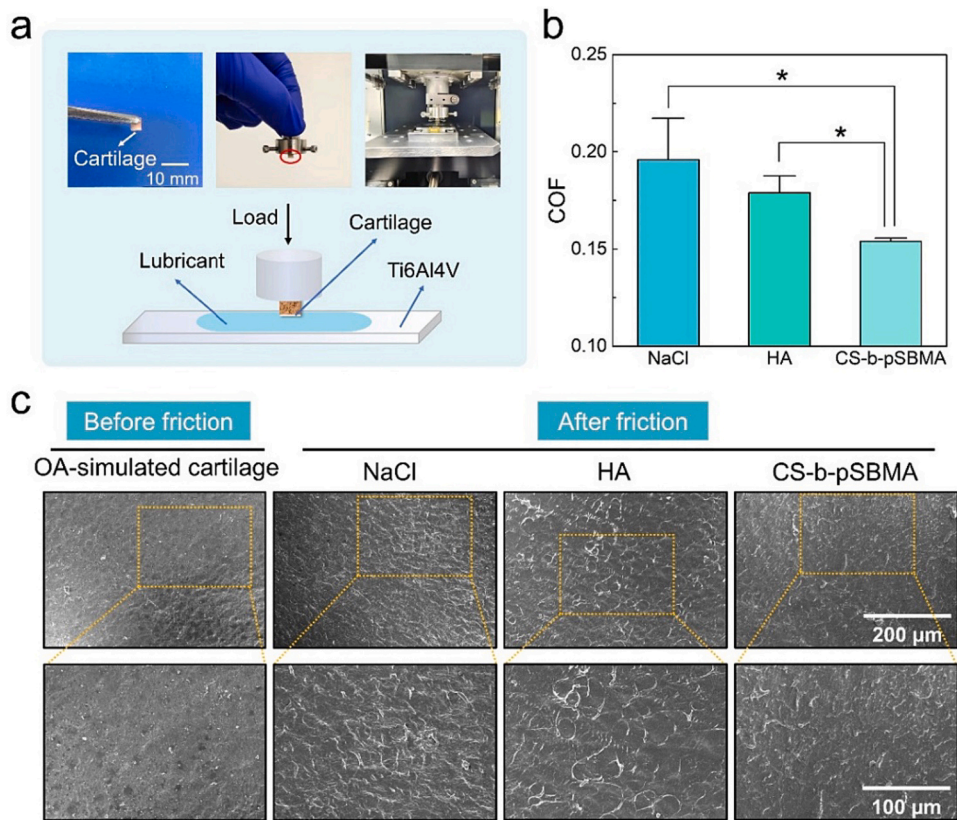 a
Cartilage
10 mm
Load
Cartilage
Lubricant
Ti6Al4V
b
0.25
*
*
0.20
COF
0.15
0.10
NaCl
HA
CS-b-pSBMA
c
Before friction
After friction
OA-simulated cartilage
NaCl
HA
CS-b-pSBMA
200 µm
100 µm